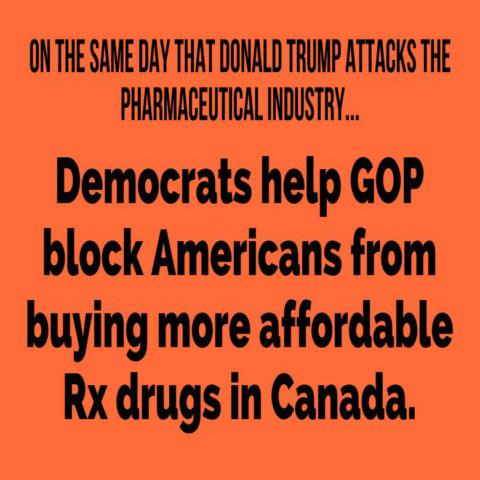 ON THE SAME DAY THAT DONALD TRUMP ATTACKS THE
PHARMACEUTICAL INDUSTRY...
Democrats help GOP
block Americans from
buying more affordable
Rx drugs in Canada.